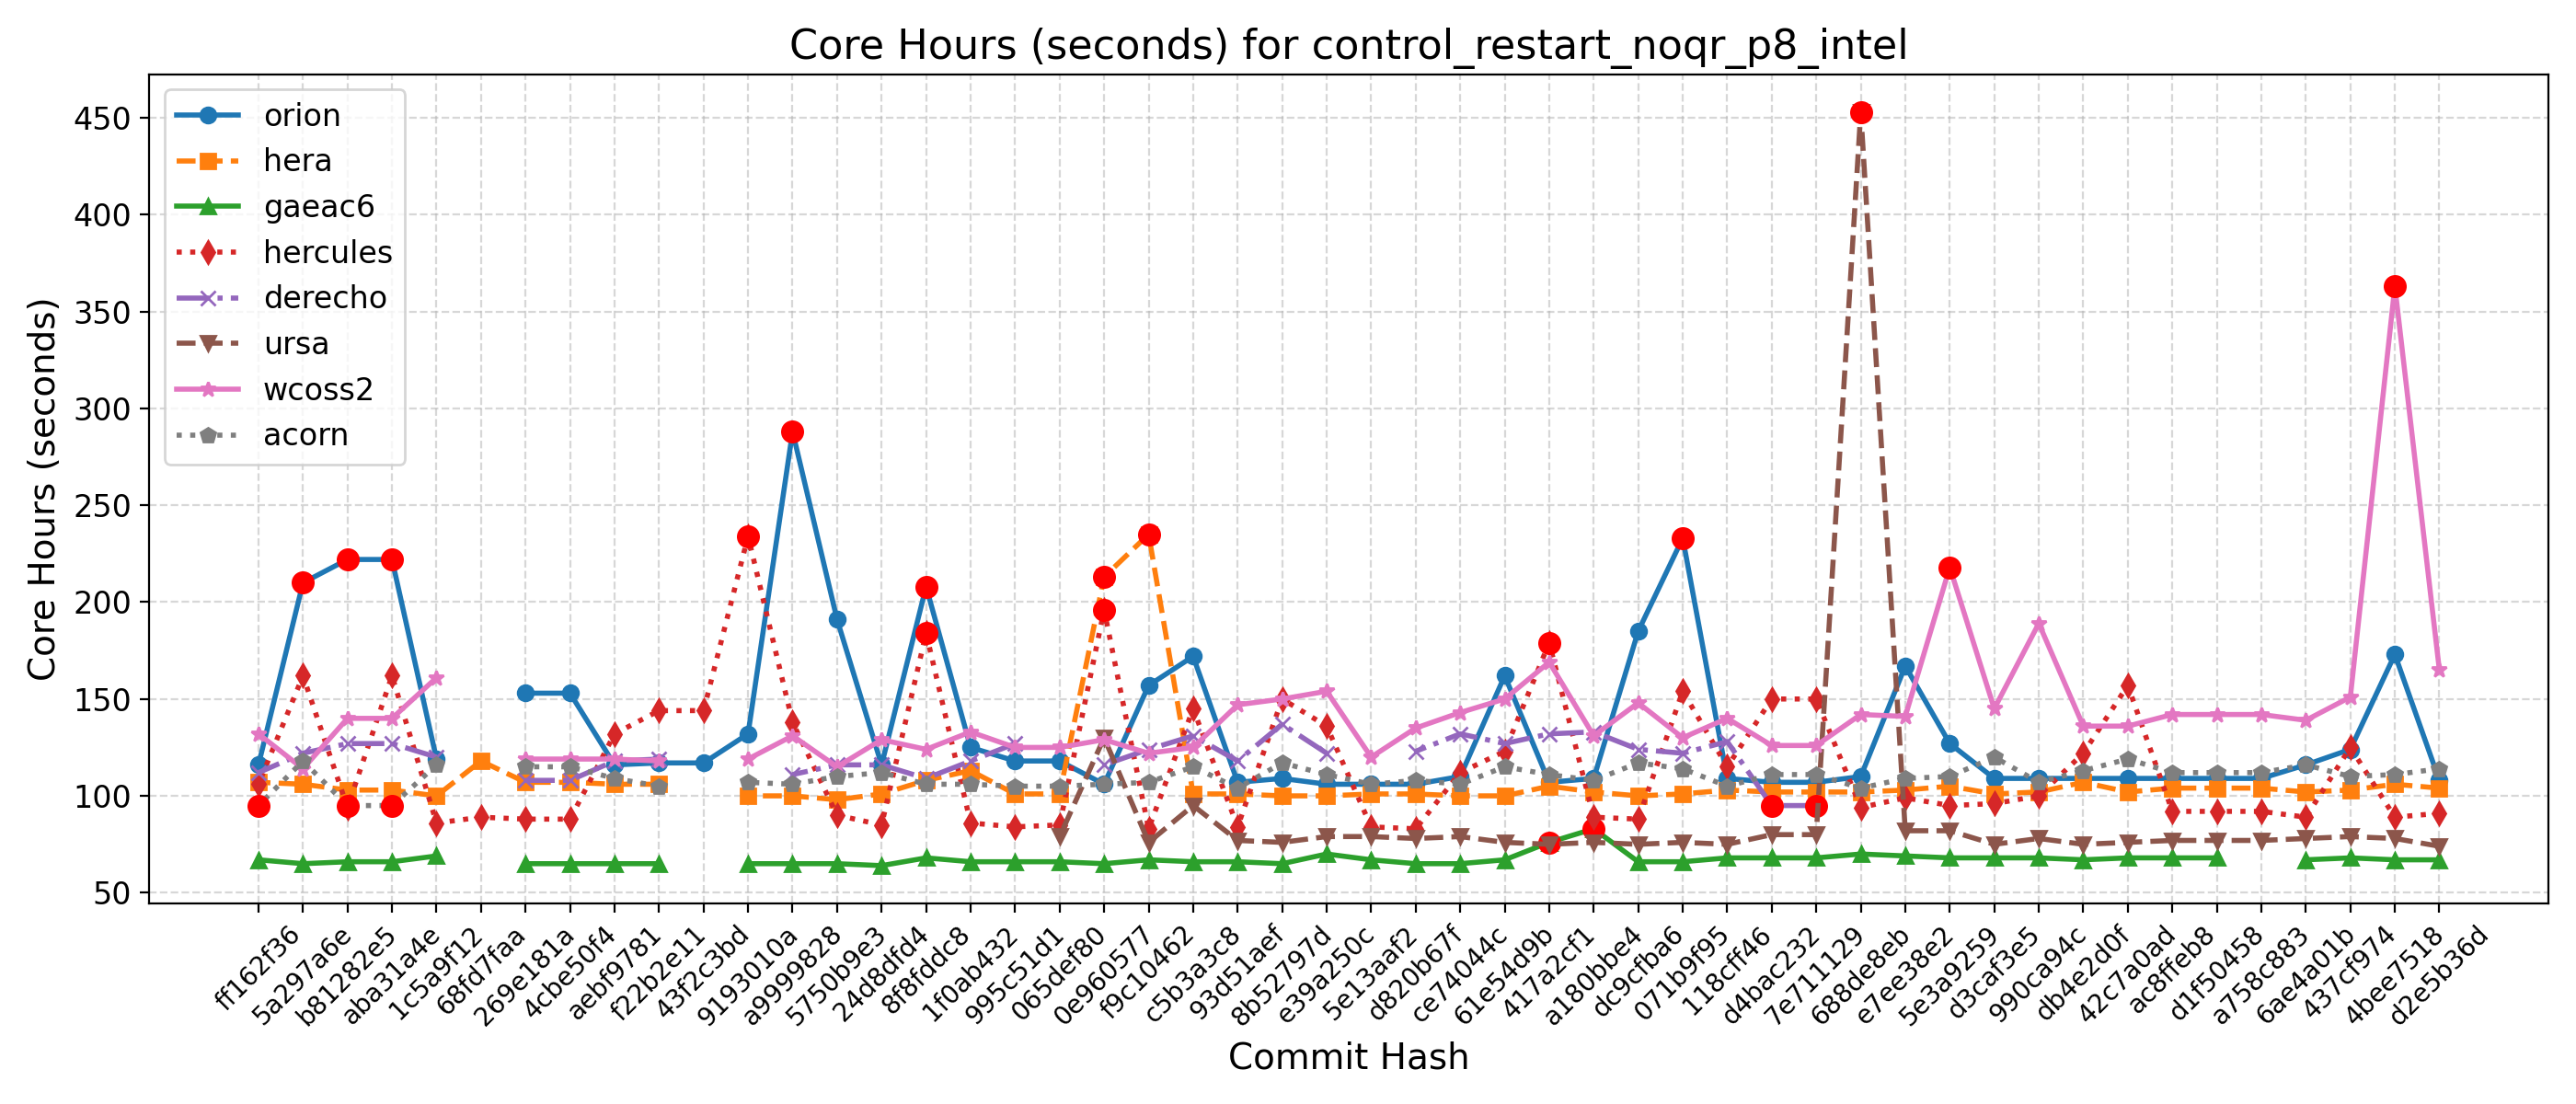 Core Hours (seconds) for control_restart_noqr_p8_intel
Core Hours (seconds)
450
400
350
300
250
200
150
100
50
orion
hera
gaeac6
hercules
derecho
ursa
wcoss2
acorn
ff162f36
5a297a6e
b81282e5
aba31a4e
1c5a9f12
68fd7faa
269e181a
4cbe50f4
aebf9781
f22b2e11
43f2c3bd
9193010a
a9999828
5750b9e3
24d8dfd4
8f8fddc8
1f0ab432
995c51d1
065def80
0e960577
f9c10462
c5b3a3c8
93d51aef
8b52797d
e39a250c
5e13aaf2
d820b67f
ce74044c
61e54d9b
417a2cf1
a180bbe4
dc9cfba6
071b9f95
118cff46
d4bac232
7e711129
688de8eb
e7ee38e2
5e3a9259
d3caf3e5
990ca94c
db4e2d0f
42c7a0ad
ac8ffeb8
d1f50458
a758c883
6ae4a01b
437cf974
4bee7518
d2e5b36d
Commit Hash